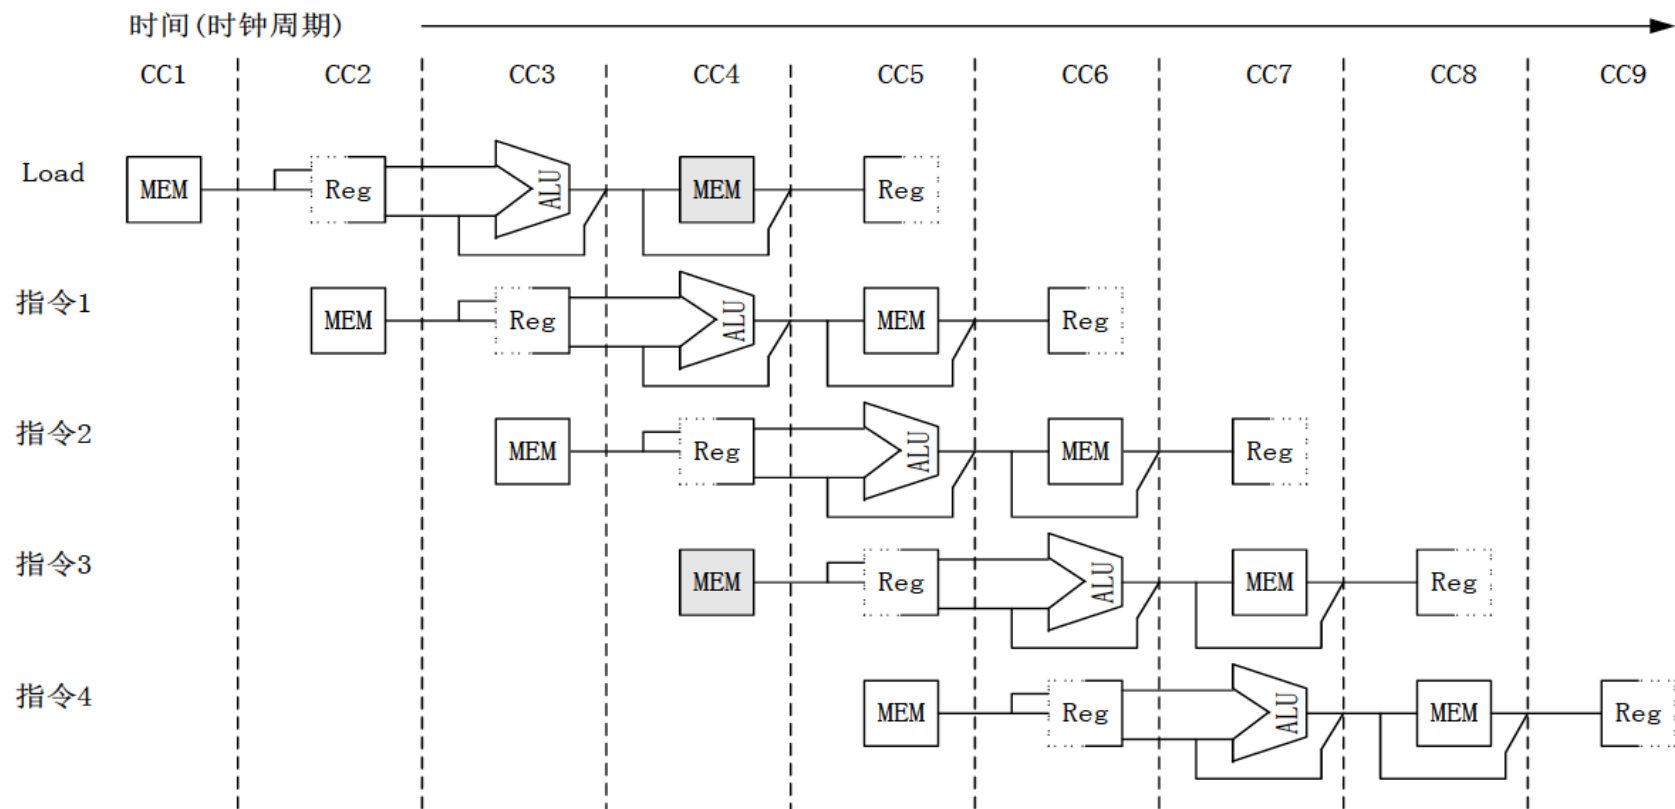 时间(时钟周期)
CC1 CC2 CC3 CC4 CC5 CC6 CC7 CC8 CC9
Load MEM Reg ALU MEM Reg
指令1 MEM Reg ALU MEM Reg
指令2 MEM Reg ALU MEM Reg
指令3 MEM Reg ALU MEM Reg
指令4 MEM Reg ALU MEM Reg